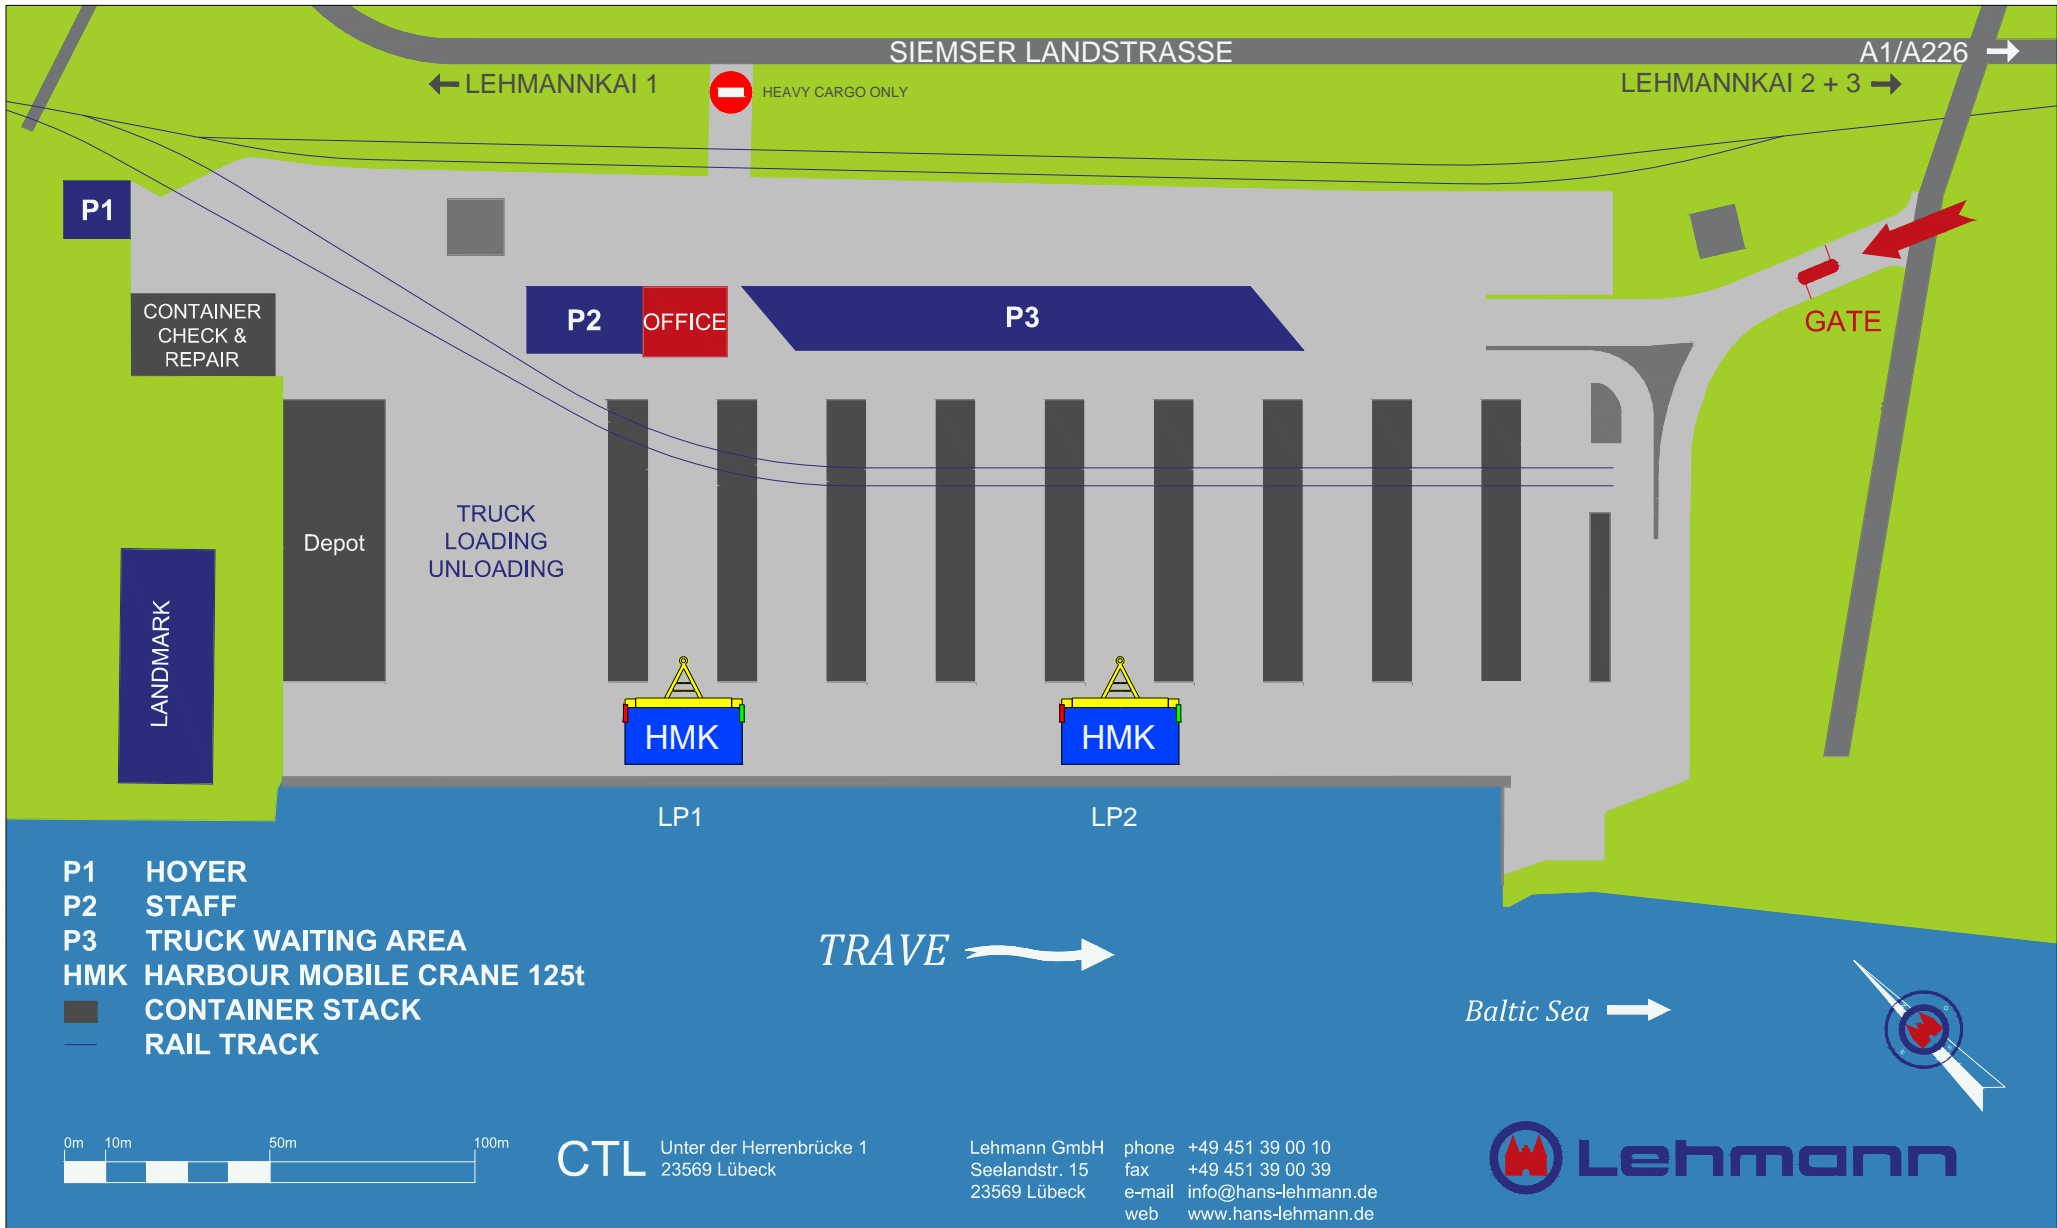 SIEMSER LANDSTRASSE
A1/A226
LEHMANNKAI 1
HEAVY CARGO ONLY
LEHMANNKAI 2 + 3
P1
CONTAINER
CHECK &
REPAIR
P2
OFFICE
P3
GATE
Depot
TRUCK
LOADING
UNLOADING
LANDMARK
HMK
HMK
LP1
LP2
P1 HOYER
P2 STAFF
P3 TRUCK WAITING AREA
HMK HARBOUR MOBILE CRANE 125t
CONTAINER STACK
RAIL TRACK
TRAVE
Baltic Sea
0m 10m 50m 100m
CTL
Unter der Herrenbrücke 1
23569 Lübeck
Lehmann GmbH
Seelandstr. 15
23569 Lübeck
phone +49 451 39 00 10
fax +49 451 39 00 39
e-mail info@hans-lehmann.de
web www.hans-lehmann.de
Lehmann